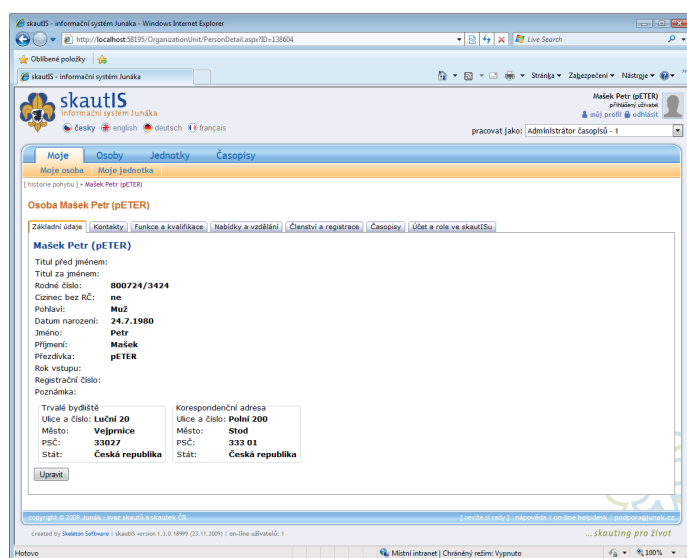 skautIS - informační systém Junáka - Windows Internet Explorer
http://localhost:58195/OrganizationUnit/PersonDetail.aspx?ID=138604
Live Search
Oblíbené položky
skautIS - informační systém Junáka
Stránka Zabezpečení Nástroje
skautIS
informační systém Junáka
česky english deutsch français
Mašek Petr (pETER)
přihlášený uživatel
můj profil odhlásit
pracovat jako: Administrátor časopisů - 1
Moje Osoby Jednotky Časopisy
Moje osoba Moje jednotka
[ historie pohybu ] » Mašek Petr (pETER)
Osoba Mašek Petr (pETER)
Základní údaje Kontakty Funkce a kvalifikace Nabídky a vzdělání Členství a registrace Časopisy Účet a role ve skautISu
Mašek Petr (pETER)
Titul před jménem:
Titul za jménem:
Rodné číslo: 800724/3424
Cizinec bez RČ: ne
Pohlaví: Muž
Datum narození: 24.7.1980
Jméno: Petr
Příjmení: Mašek
Přezdívka: pETER
Rok vstupu:
Registrační číslo:
Poznámka:
Trvalé bydliště Korespondenční adresa
Ulice a číslo: Luční 20 Ulice a číslo: Polní 200
Město: Vejprnice Město: Stod
PSČ: 33027 PSČ: 333 01
Stát: Česká republika Stát: Česká republika
Upravit
copyright © 2009 Junák - svaz skautů a skautek ČR [ nevíte si rady ] : nápověda | on-line helpdesk | podpora@junak.cz
created by Skeleton Software | skautIS version 1.3.0.18999 (23.11.2009) | on-line uživatelů: 1
... skauting pro život
Hotovo
Místní intranet | Chráněný režim: Vypnuto
100%